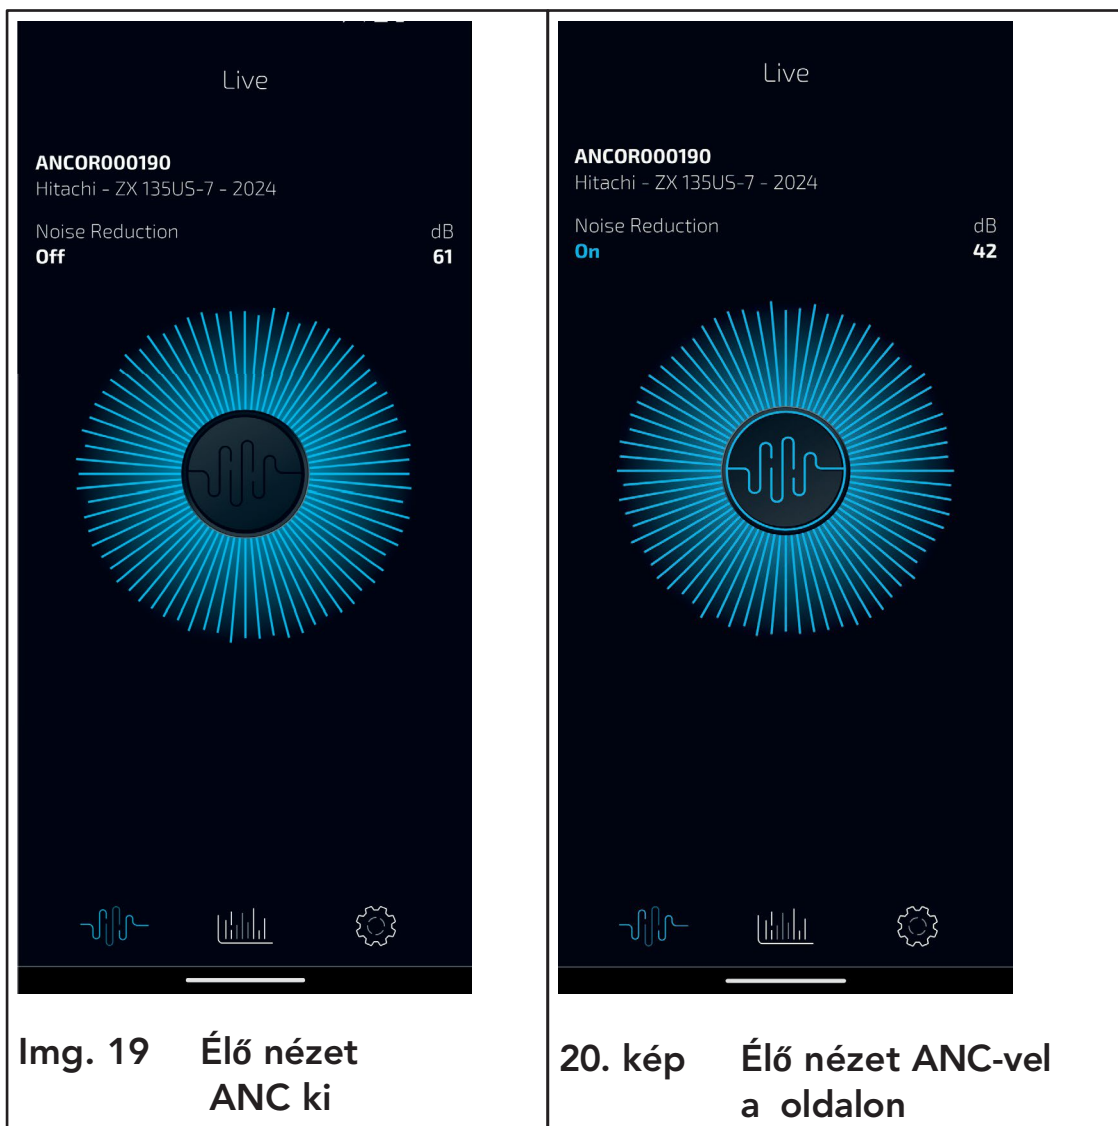 Live
ANCOR000190
Hitachi - ZX 135US-7 - 2024
Noise Reduction dB
Off 61
Img. 19 Élő nézet
ANC ki
Live
ANCOR000190
Hitachi - ZX 135US-7 - 2024
Noise Reduction dB
On 42
20. kép Élő nézet ANC-vel
a oldalon